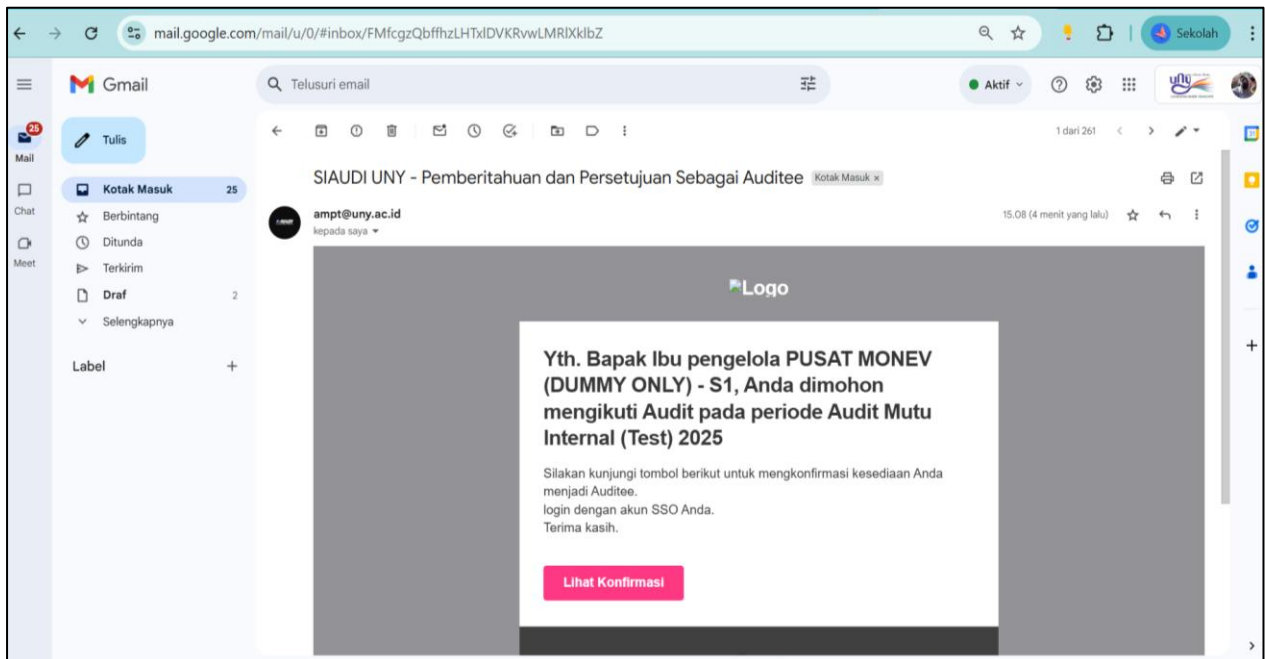 mail.google.com/mail/u/0/#inbox/FMfcgzQbffhzLHTxlDVKRvwLMRlXklbZ
Sekolah
Gmail
Telusuri email
Aktif
uny
25
Mail
Tulis
1 dari 261
Kotak Masuk 25
Chat
Berbintang
Ditunda
Meet
Terkirim
Draf 2
Selengkapnya
Label
SIAUDI UNY - Pemberitahuan dan Persetujuan Sebagai Auditee Kotak Masuk ×
ampt@uny.ac.id
15.08 (4 menit yang lalu)
kepada saya
Logo
Yth. Bapak Ibu pengelola PUSAT MONEV
(DUMMY ONLY) - S1, Anda dimohon
mengikuti Audit pada periode Audit Mutu
Internal (Test) 2025
Silakan kunjungi tombol berikut untuk mengkonfirmasi kesediaan Anda
menjadi Auditee.
login dengan akun SSO Anda.
Terima kasih.
Lihat Konfirmasi